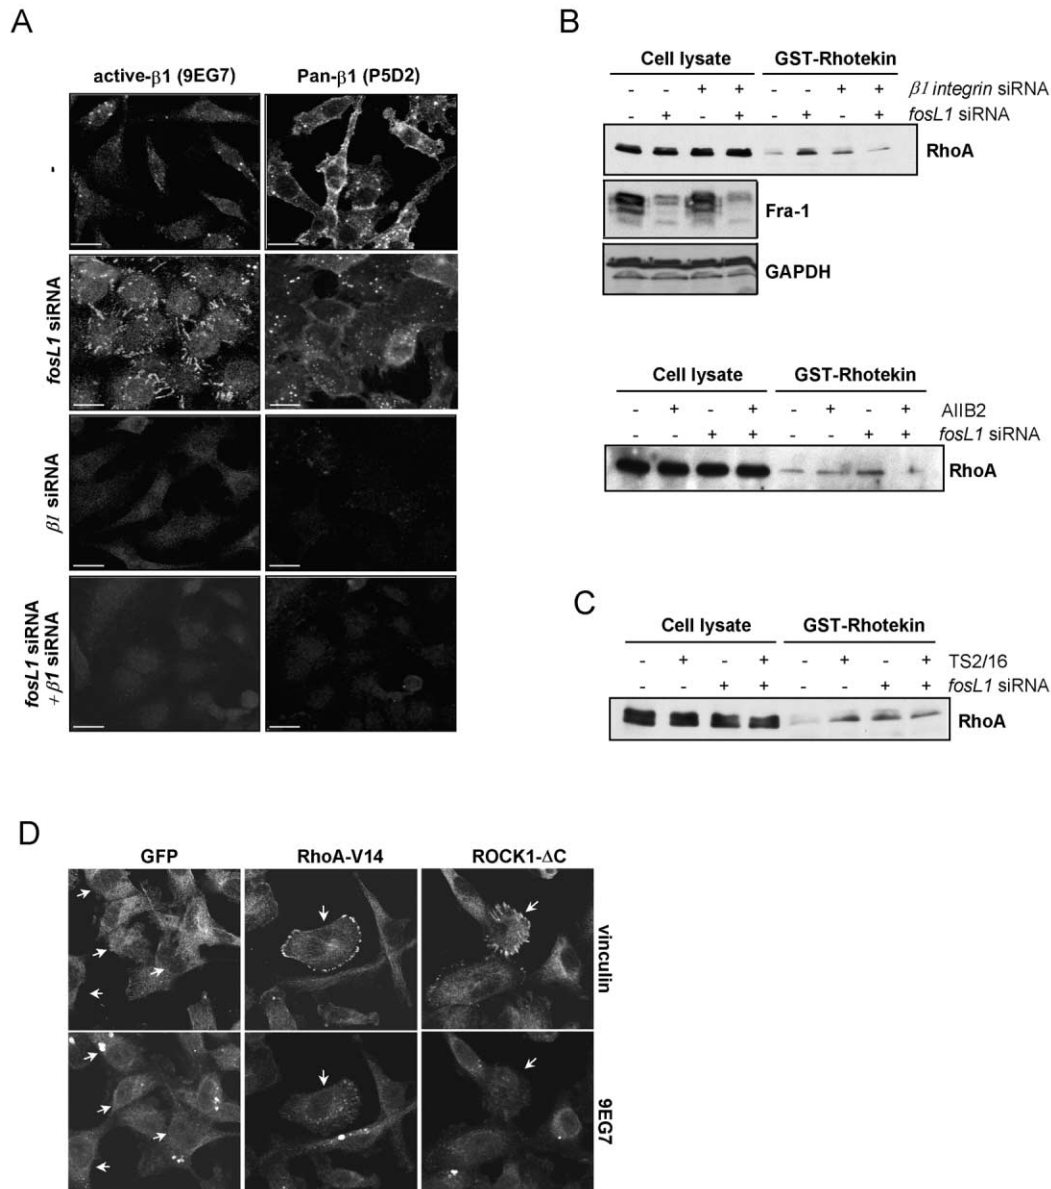 A
active-β1 (9EG7) Pan-β1 (P5D2)
-
fosL1 siRNA
β1 siRNA
fosL1 siRNA
+ β1 siRNA
B
Cell lysate GST-Rhotekin
- - + + - - + + β1 integrin siRNA
- + - + - + - + fosL1 siRNA
RhoA
Fra-1
GAPDH
Cell lysate GST-Rhotekin
- + - + - + - + AIIB2
- - + + - - + + fosL1 siRNA
RhoA
C
Cell lysate GST-Rhotekin
- + - + - + - + TS2/16
- - + + - - + + fosL1 siRNA
RhoA
D
GFP RhoA-V14 ROCK1-ΔC
vinculin
9EG7